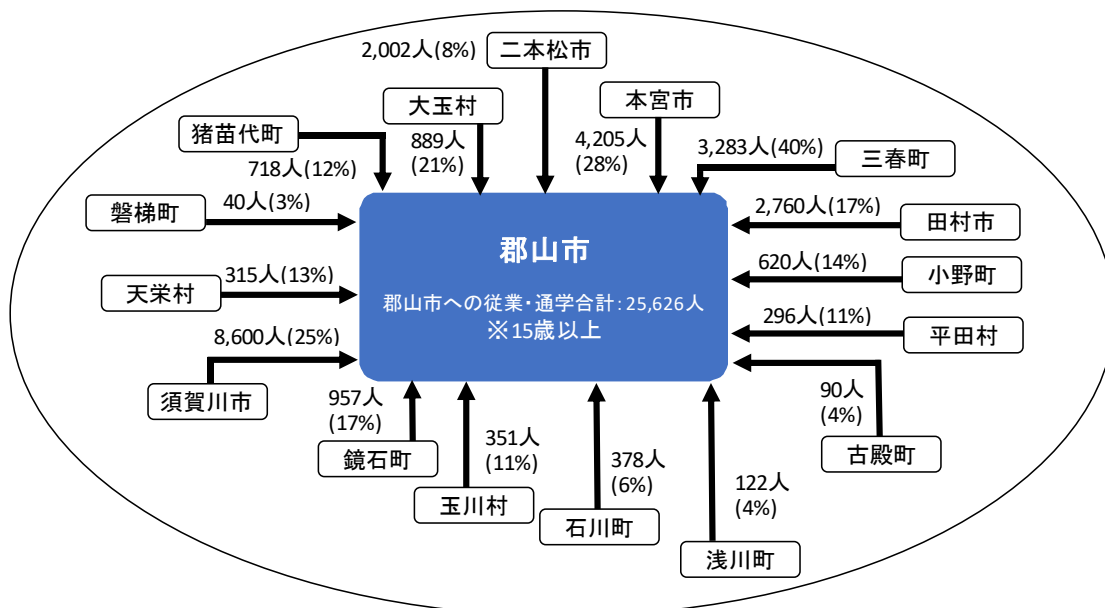 2,002人(8%)
二本松市
大玉村
889人
(21%)
本宮市
4,205人
(28%)
猪苗代町
718人(12%)
3,283人(40%)
三春町
磐梯町
40人(3%)
2,760人(17%)
田村市
郡山市
天栄村
315人(13%)
620人(14%)
小野町
郡山市への従業・通学合計：25,626人
※15歳以上
296人(11%)
平田村
8,600人(25%)
須賀川市
957人
(17%)
鏡石町
351人
(11%)
玉川村
378人
(6%)
石川町
122人
(4%)
浅川町
90人
(4%)
古殿町